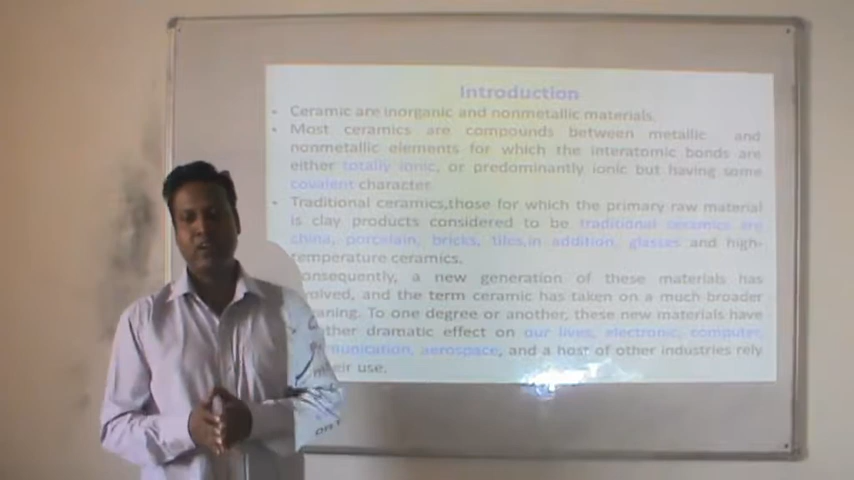 Introduction
Ceramic are inorganic and nonmetallic materials.
Most ceramics are compounds between metallic and
nonmetallic elements for which the interatomic bonds are
either totally ionic, or predominantly ionic but having some
covalent character.
Traditional ceramics,those for which the primary raw material
is clay products considered to be traditional ceramics are
china, porcelain, bricks, tiles,in addition, glasses and high-
temperature ceramics.
onsequently, a new generation of these materials has
volved, and the term ceramic has taken on a much broader
aning. To one degree or another, these new materials have
ther dramatic effect on our lives, electronic, computer,
munication, aerospace, and a host of other industries rely
eir use.